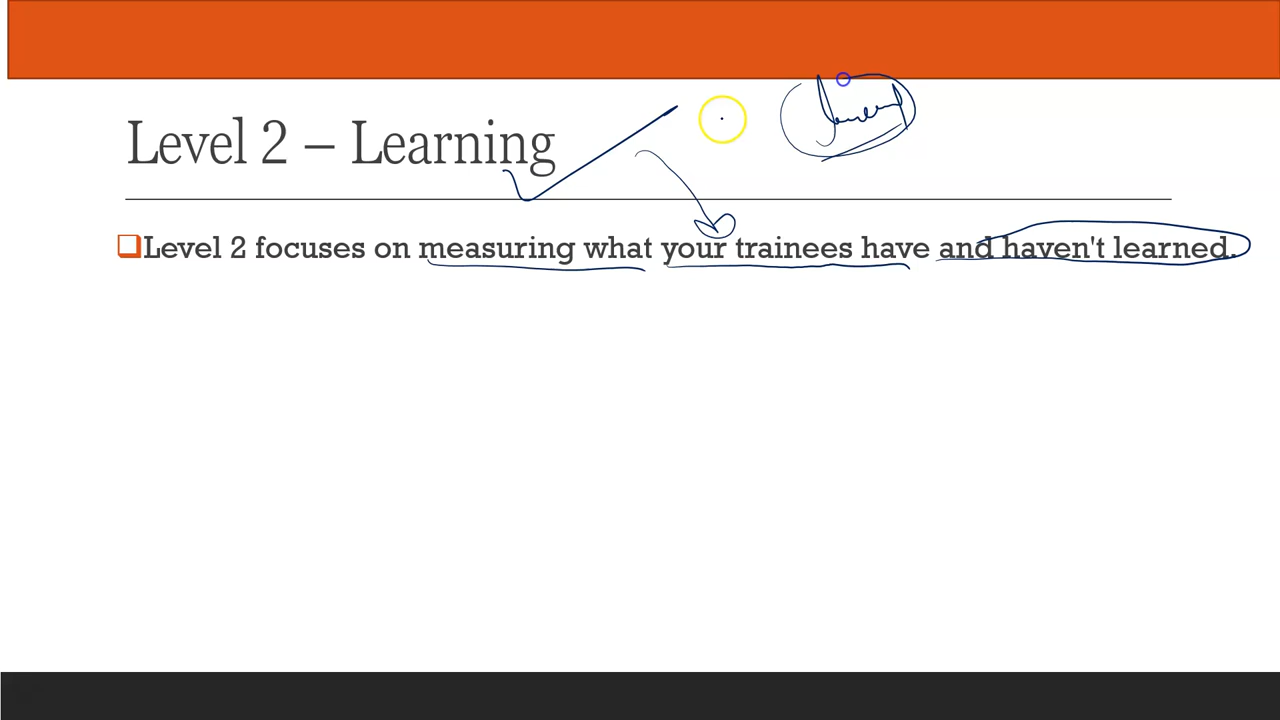 Level 2 – Learning
Level 2 focuses on measuring what your trainees have and haven't learned.